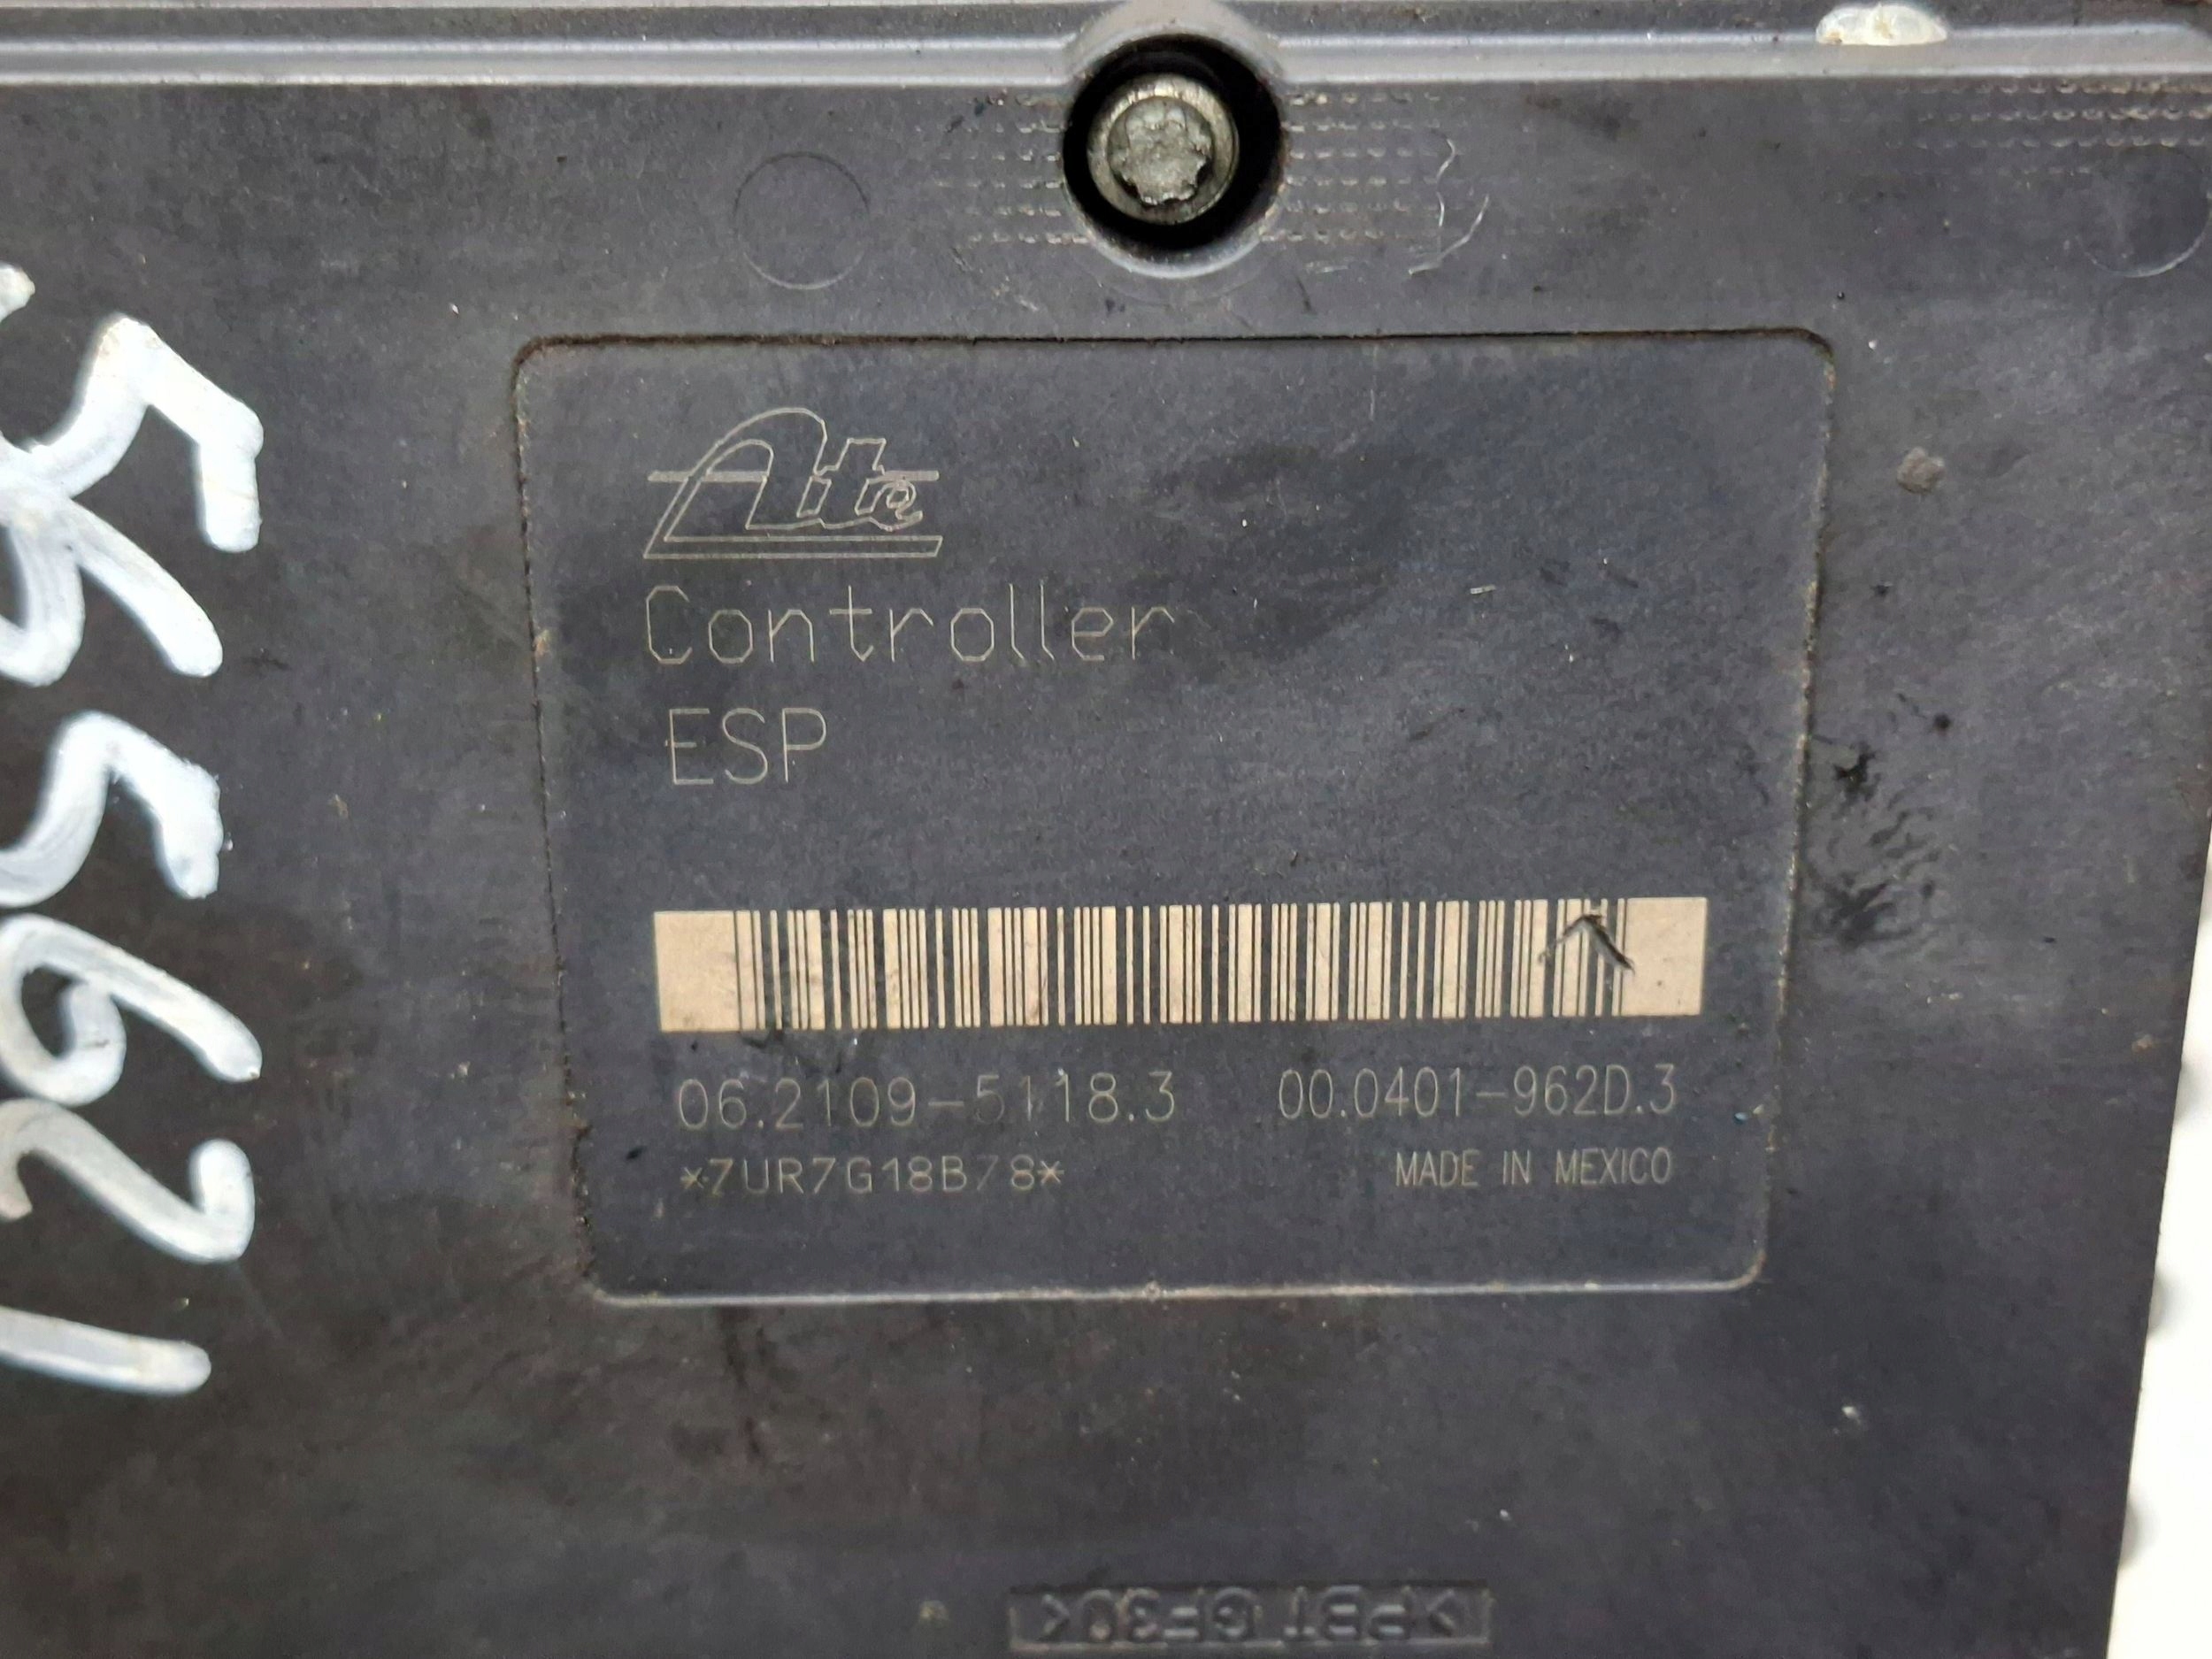 Ate
Controller
ESP
06.2109-5118.3 00.0401-962D.3
*7UR7G18B78* MADE IN MEXICO
>PBT GF30<